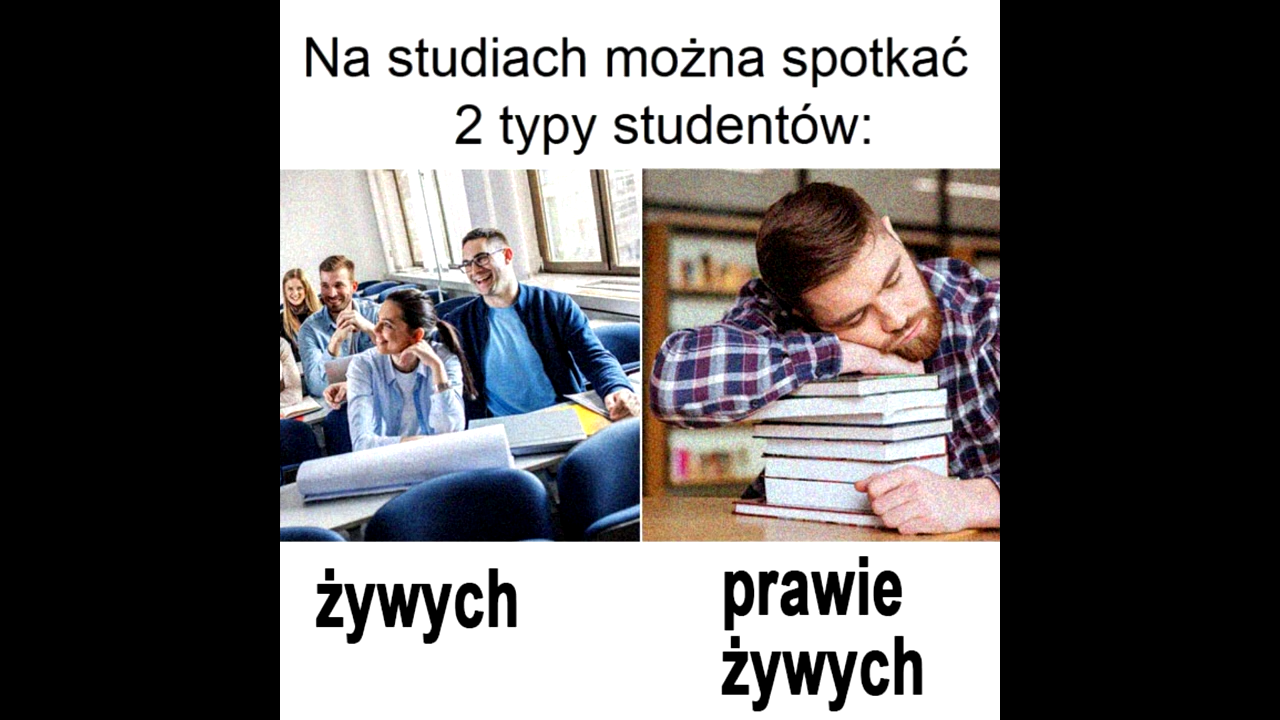 Na studiach można spotkać
2 typy studentów:
żywych
prawie
żywych